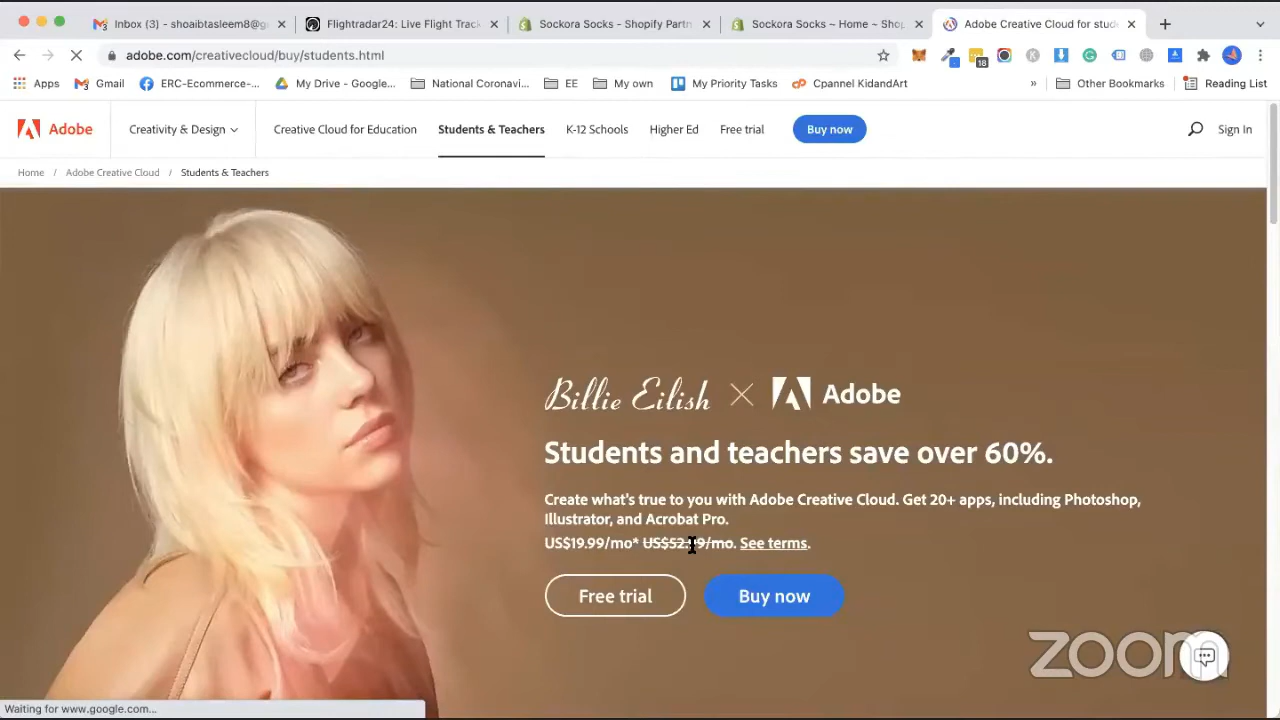 Inbox (3) - shoaibtasleem8@g
Flightradar24: Live Flight Track
Sockora Socks - Shopify Partn
Sockora Socks ~ Home ~ Shop
Adobe Creative Cloud for stude
adobe.com/creativecloud/buy/students.html
18
Apps
Gmail
ERC-Ecommerce-...
My Drive - Google...
National Coronavi...
EE
My own
My Priority Tasks
Cpannel KidandArt
»
Other Bookmarks
Reading List
Adobe
Creativity & Design
Creative Cloud for Education
Students & Teachers
K-12 Schools
Higher Ed
Free trial
Buy now
Sign In
Home / Adobe Creative Cloud / Students & Teachers
Billie Eilish × Adobe
Students and teachers save over 60%.
Create what's true to you with Adobe Creative Cloud. Get 20+ apps, including Photoshop,
Illustrator, and Acrobat Pro.
US$19.99/mo* /mo. See terms.
Free trial
Buy now
zoom
Waiting for www.google.com...